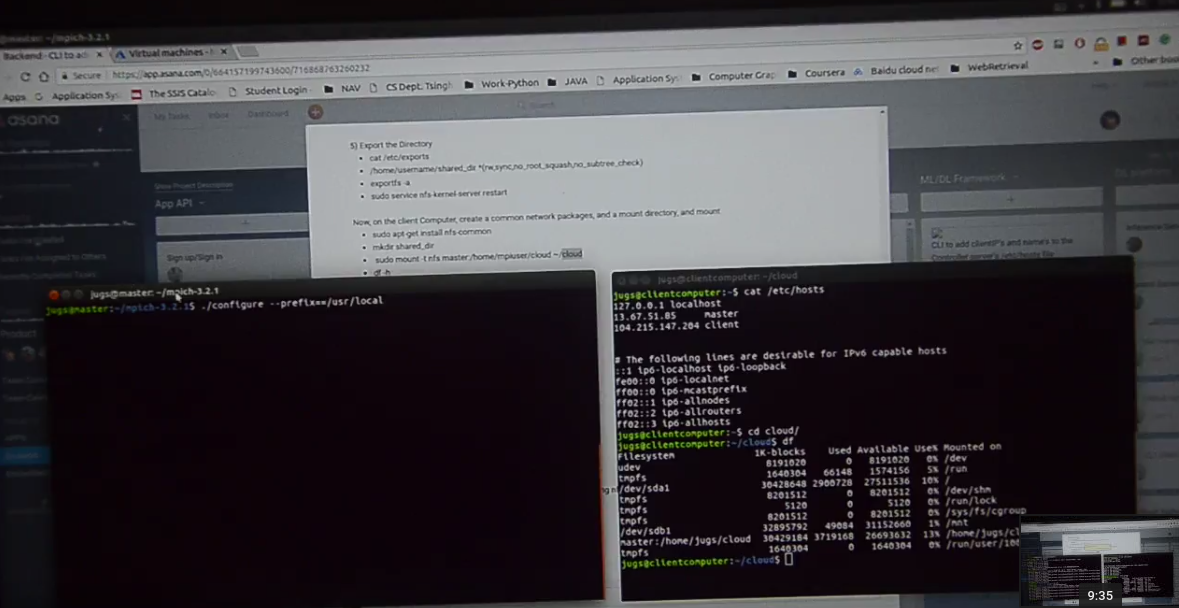 jugs@master: ~/mpich-3.2.1
Backend - CLI to ad × Virtual machines - ×
Secure https://app.asana.com/0/664157199743600/716868763260232
Apps Application Sys The SSIS Catalo Student Login NAV CS Dept. Tsingh Work-Python JAVA Application Sys Computer Grap Coursera Baidu cloud net WebRetrieval Other boo
asana My Tasks Inbox Dashboard Search
Show Project Description
App API
Sign up/Sign in
5) Export the Directory
• cat /etc/exports
• /home/username/shared_dir *(rw,sync,no_root_squash,no_subtree_check)
• exportfs -a
• sudo service nfs-kernel-server restart
Now, on the client Computer, create a common network packages, and a mount directory, and mount
• sudo apt-get install nfs-common
• mkdir shared_dir
• sudo mount -t nfs master:/home/mpiuser/cloud ~/cloud
• df -h
ML/DL Framework
CLI to add clientIP's and name's to the
Controller server's /etc/hosts file
jugs@master: ~/mpich-3.2.1
jugs@master:~/mpich-3.2.1$ ./configure --prefix==/usr/local
jugs@clientcomputer: ~/cloud
jugs@clientcomputer:~$ cat /etc/hosts
127.0.0.1 localhost
13.67.51.85 master
104.215.147.204 client
# The following lines are desirable for IPv6 capable hosts
::1 ip6-localhost ip6-loopback
fe00::0 ip6-localnet
ff00::0 ip6-mcastprefix
ff02::1 ip6-allnodes
ff02::2 ip6-allrouters
ff02::3 ip6-allhosts
jugs@clientcomputer:~$ cd cloud/
jugs@clientcomputer:~/cloud$ df
Filesystem 1K-blocks Used Available Use% Mounted on
udev 8191020 0 8191020 0% /dev
tmpfs 1640304 66148 1574156 5% /run
/dev/sda1 30428648 2900728 27511536 10% /
tmpfs 8201512 0 8201512 0% /dev/shm
tmpfs 5120 0 5120 0% /run/lock
tmpfs 8201512 0 8201512 0% /sys/fs/cgroup
/dev/sdb1 32895792 49084 31152660 1% /mnt
master:/home/jugs/cloud 30429184 3719168 26693632 13% /home/jugs/cl
tmpfs 1640304 0 1640304 0% /run/user/100
jugs@clientcomputer:~/cloud$
9:35